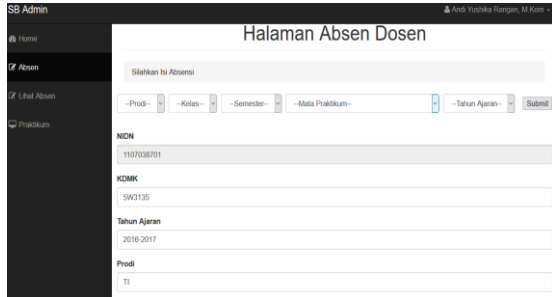 SB Admin
Andi Yushika Rangan, M.Kom
Home
Absen
Lihat Absen
Praktikum
Halaman Absen Dosen
Silahkan Isi Absensi
--Prodi-- --Kelas-- --Semester-- --Mata Praktikum-- --Tahun Ajaran-- Submit
NIDN
1107038701
KDMK
5W3135
Tahun Ajaran
2016-2017
Prodi
TI